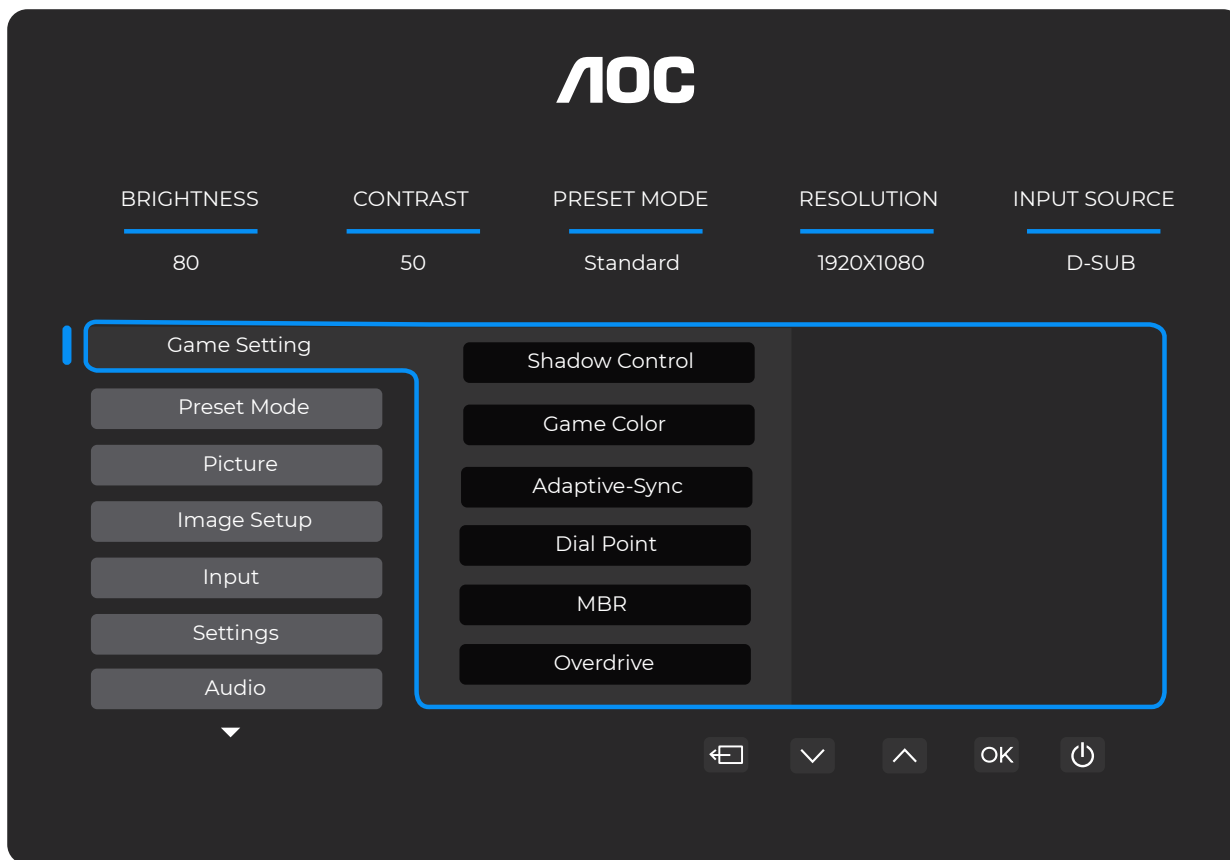 AOC
BRIGHTNESS CONTRAST PRESET MODE RESOLUTION INPUT SOURCE
80 50 Standard 1920X1080 D-SUB
Game Setting
Preset Mode
Picture
Image Setup
Input
Settings
Audio
Shadow Control
Game Color
Adaptive-Sync
Dial Point
MBR
Overdrive
OK